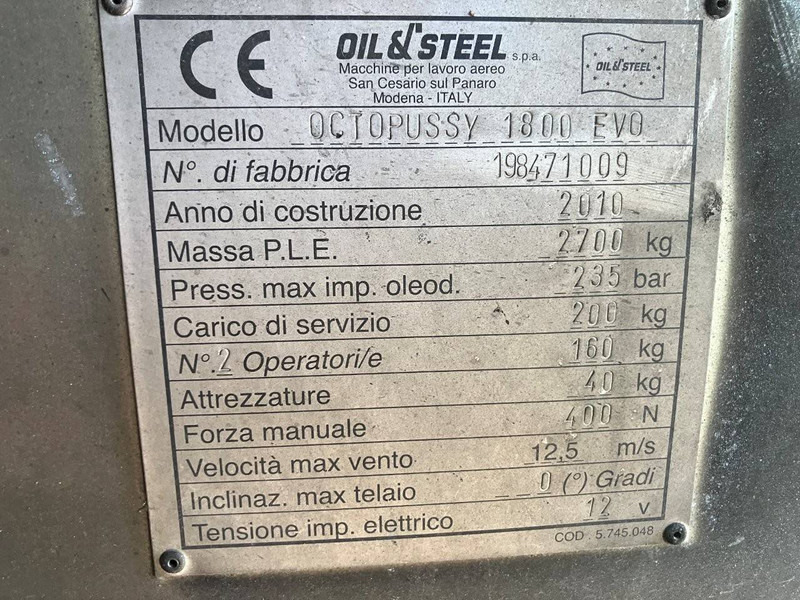 CE
OIL & STEEL s.p.a.
OIL & STEEL
Macchine per lavoro aereo
San Cesario sul Panaro
Modena - ITALY
Modello OCTOPUSSY 1800 EVO
N°. di fabbrica 198471009
Anno di costruzione 2010
Massa P.L.E. 2700 kg
Press. max imp. oleod. 235 bar
Carico di servizio 200 kg
N°.2 Operatori/e 160 kg
Attrezzature 40 kg
Forza manuale 400 N
Velocità max vento 12,5 m/s
Inclinaz. max telaio 0 (°) Gradi
Tensione imp. elettrico 12 v
COD. 5.745.048